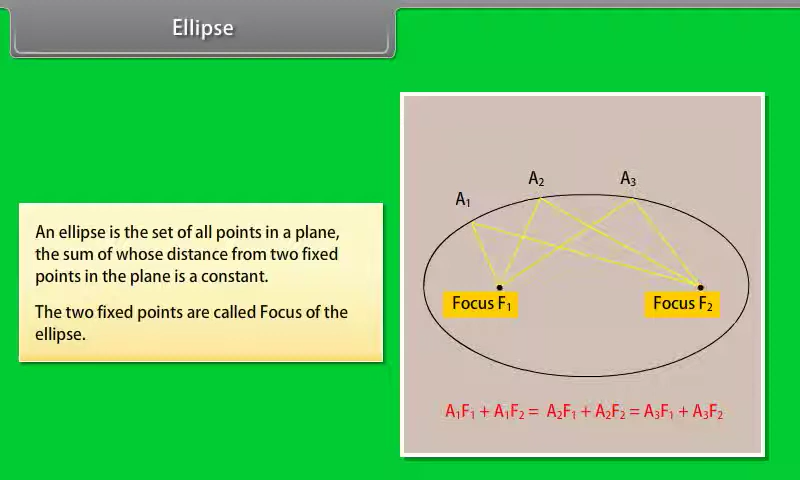 Ellipse
An ellipse is the set of all points in a plane,
the sum of whose distance from two fixed
points in the plane is a constant.
The two fixed points are called Focus of the
ellipse.
A₁
A₂
A₃
Focus F₁
Focus F₂
A₁F₁ + A₁F₂ = A₂F₁ + A₂F₂ = A₃F₁ + A₃F₂